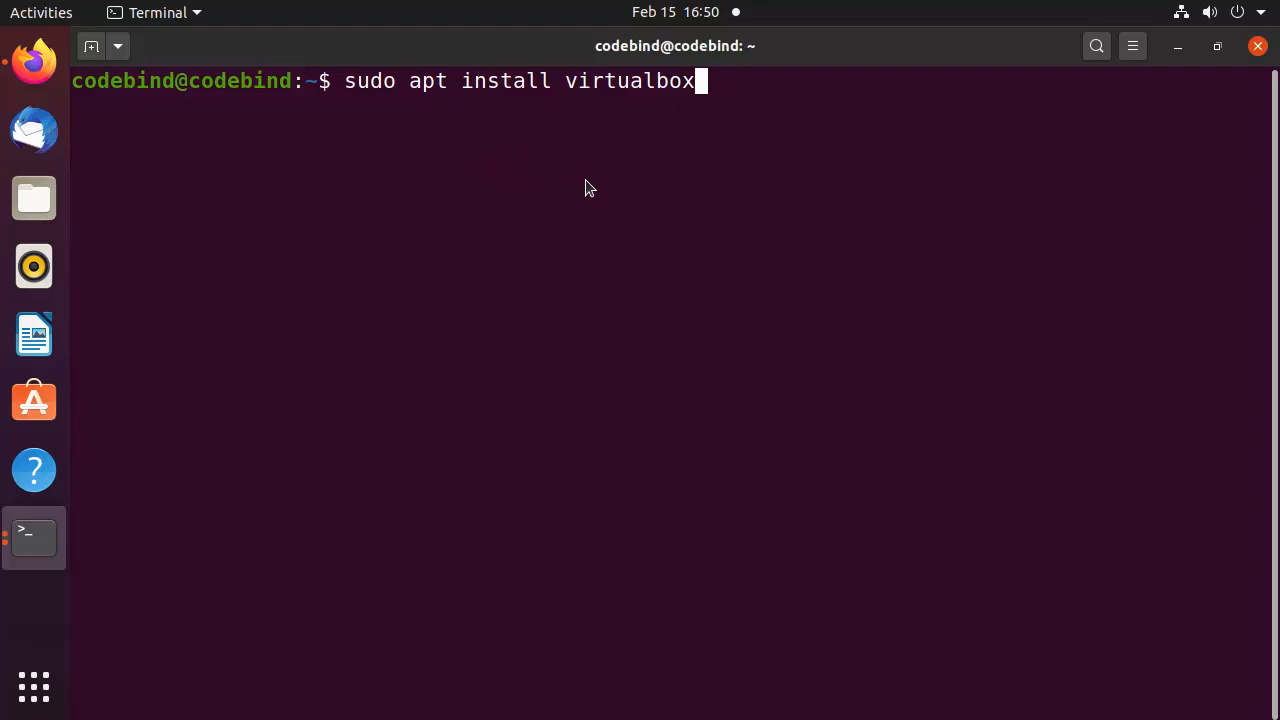 Activities
Terminal
Feb 15 16:50
codebind@codebind: ~
codebind@codebind:~$ sudo apt install virtualbox
?
>_